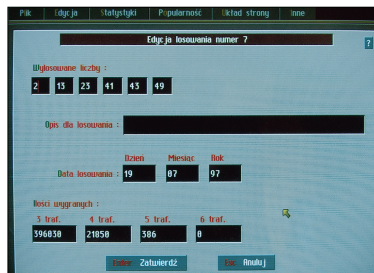 Plik Edycja Statystyki Popularność Układ strony Inne
Edycja losowania numer 7
?
Wylosowane liczby :
2 13 23 41 43 49
Opis dla losowania :
Dzień Miesiąc Rok
Data losowania : 19 07 97
Ilości wygranych :
3 traf. 4 traf. 5 traf. 6 traf.
396030 21850 386 0
Enter Zatwierdź Esc Anuluj